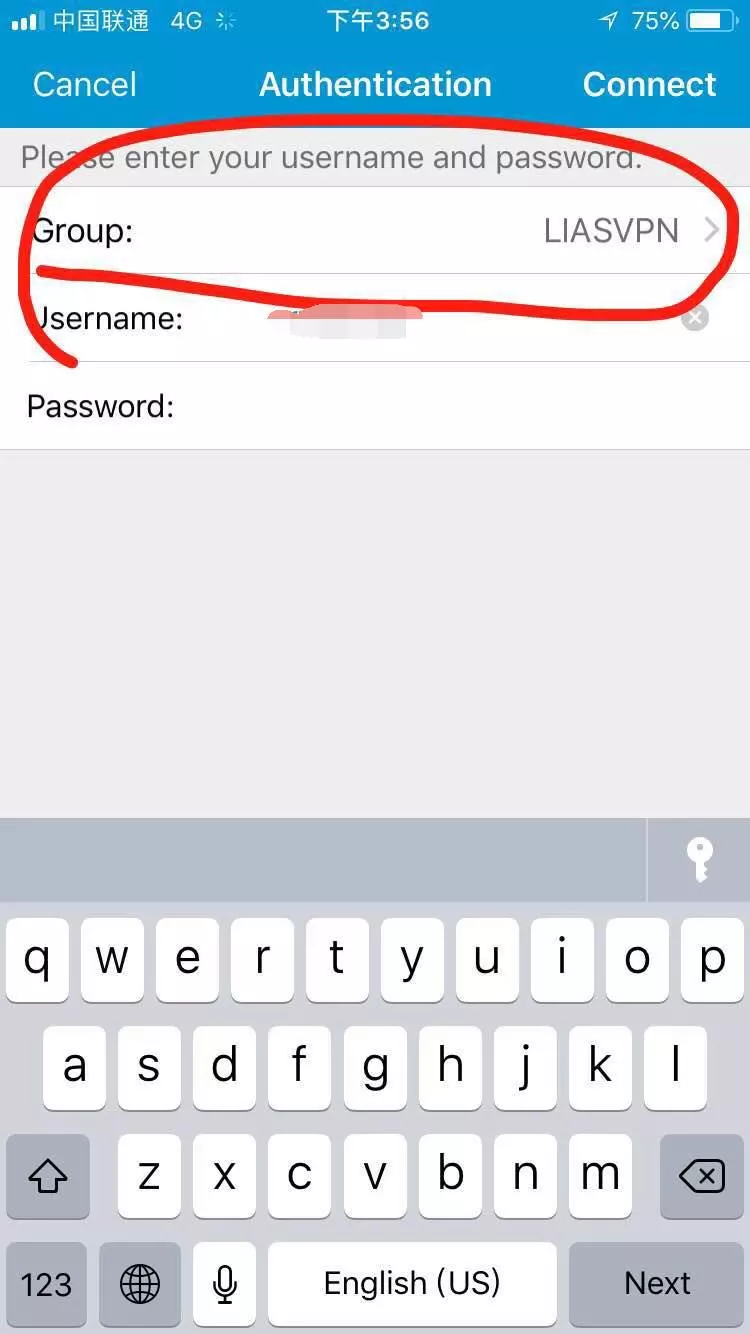 中国联通 4G 下午3:56 75%
Cancel Authentication Connect
Please enter your username and password.
Group: LIASVPN
Username:
Password:
q w e r t y u i o p
a s d f g h j k l
z x c v b n m
123 English (US) Next